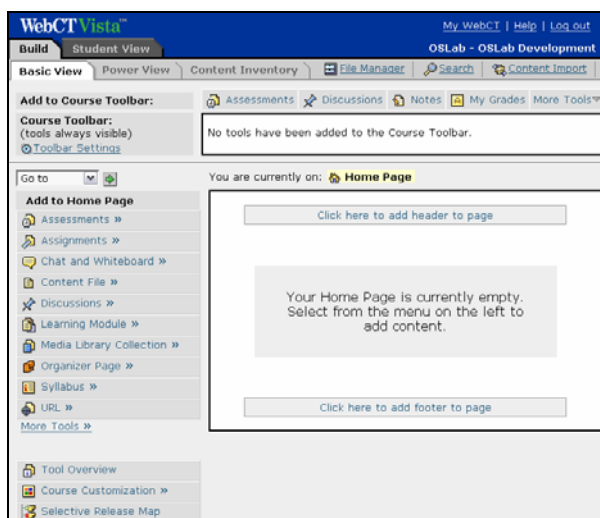 WebCT Vista™
My WebCT | Help | Log out
Build Student View OSLab - OSLab Development
Basic View Power View Content Inventory File Manager Search Content Import
Add to Course Toolbar: Assessments Discussions Notes My Grades More Tools
Course Toolbar:
(tools always visible)
Toolbar Settings
No tools have been added to the Course Toolbar.
Go to
You are currently on: Home Page
Add to Home Page
Assessments »
Assignments »
Chat and Whiteboard »
Content File »
Discussions »
Learning Module »
Media Library Collection »
Organizer Page »
Syllabus »
URL »
More Tools »
Tool Overview
Course Customization »
Selective Release Map
Click here to add header to page
Your Home Page is currently empty.
Select from the menu on the left to
add content.
Click here to add footer to page